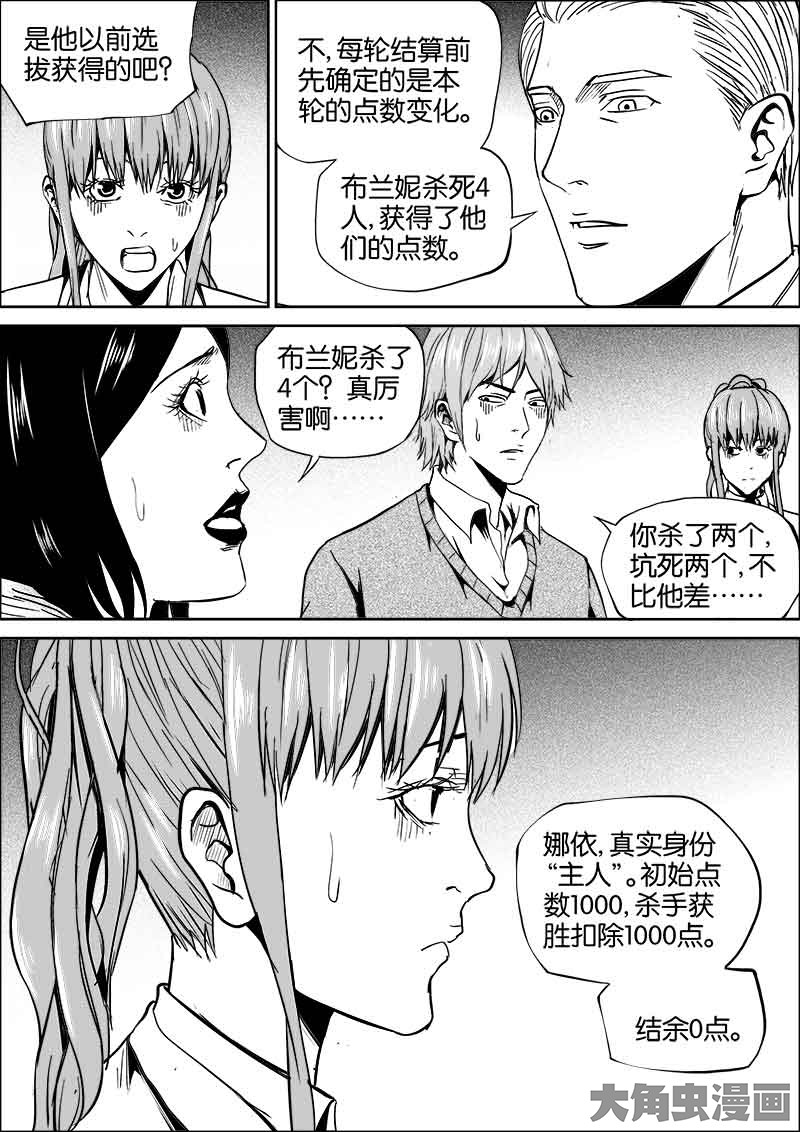 是他以前选
拔获得的吧？
不，每轮结算前
先确定的是本
轮的点数变化。
布兰妮杀死4
人，获得了他
们的点数。
布兰妮杀了
4个？真厉
害啊……
你杀了两个，
坑死两个，不
比他差……
娜依，真实身份
“主人”。初始点
数1000，杀手获
胜扣除1000点。
结余0点。
大角虫漫画